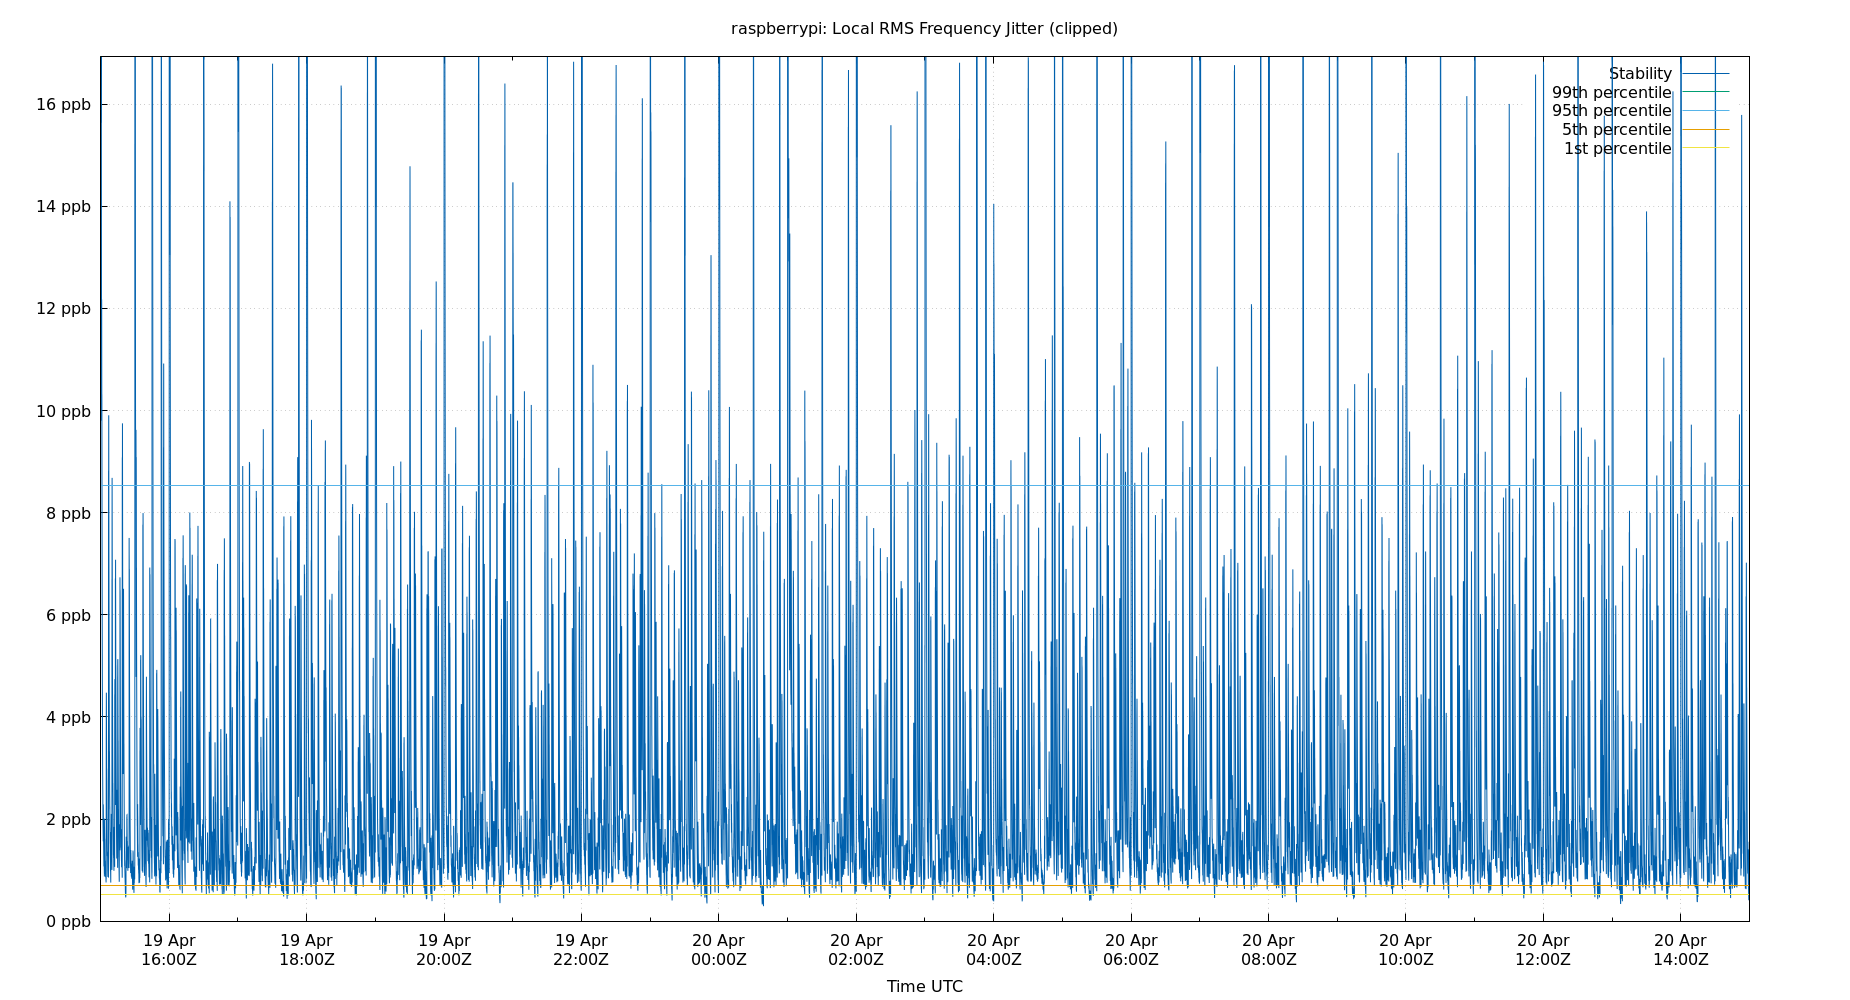 raspberrypi: Local RMS Frequency Jitter (clipped)
Stability
99th percentile
95th percentile
5th percentile
1st percentile
16 ppb
14 ppb
12 ppb
10 ppb
8 ppb
6 ppb
4 ppb
2 ppb
0 ppb
19 Apr 19 Apr 19 Apr 19 Apr 20 Apr 20 Apr 20 Apr 20 Apr 20 Apr 20 Apr 20 Apr 20 Apr
16:00Z 18:00Z 20:00Z 22:00Z 00:00Z 02:00Z 04:00Z 06:00Z 08:00Z 10:00Z 12:00Z 14:00Z
Time UTC